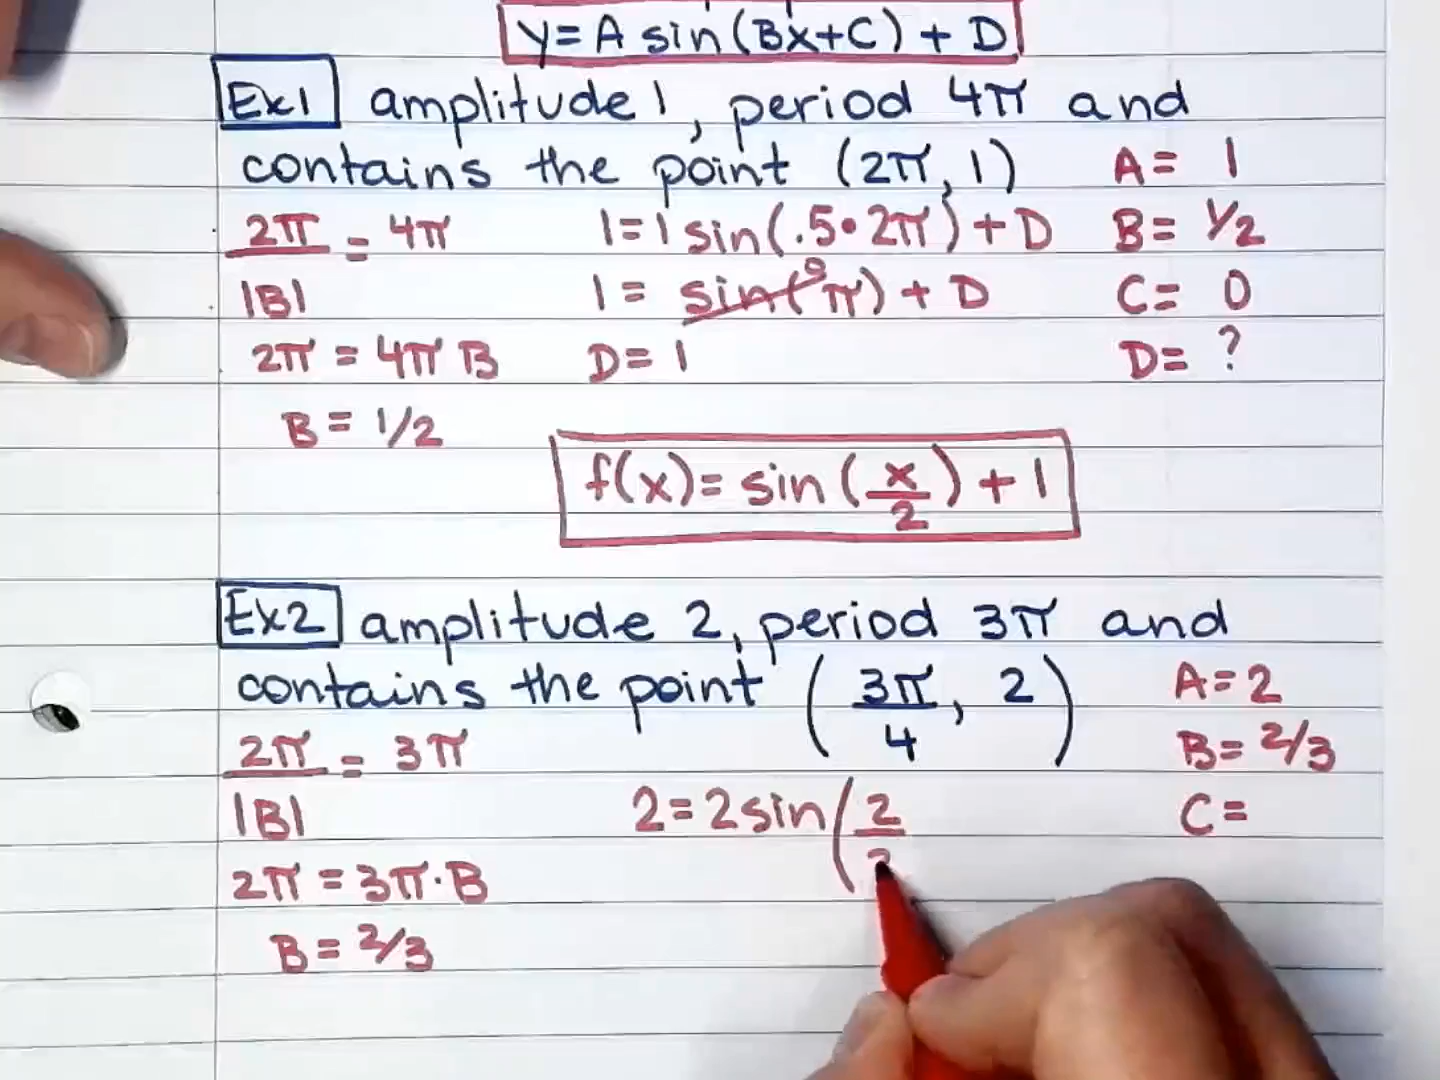 y = A sin(Bx+C) + D
Ex1 amplitude 1, period 4π and
contains the point (2π, 1)
A = 1
2π/|B| = 4π
1 = 1 sin(.5•2π) + D
B = 1/2
1 = sin(π)⁰ + D
C = 0
2π = 4π B
D = 1
D = ?
B = 1/2
f(x) = sin(x/2) + 1
Ex2 amplitude 2, period 3π and
contains the point (3π/4, 2)
A = 2
2π/|B| = 3π
B = 2/3
2 = 2 sin(2/
C =
2π = 3π·B
B = 2/3